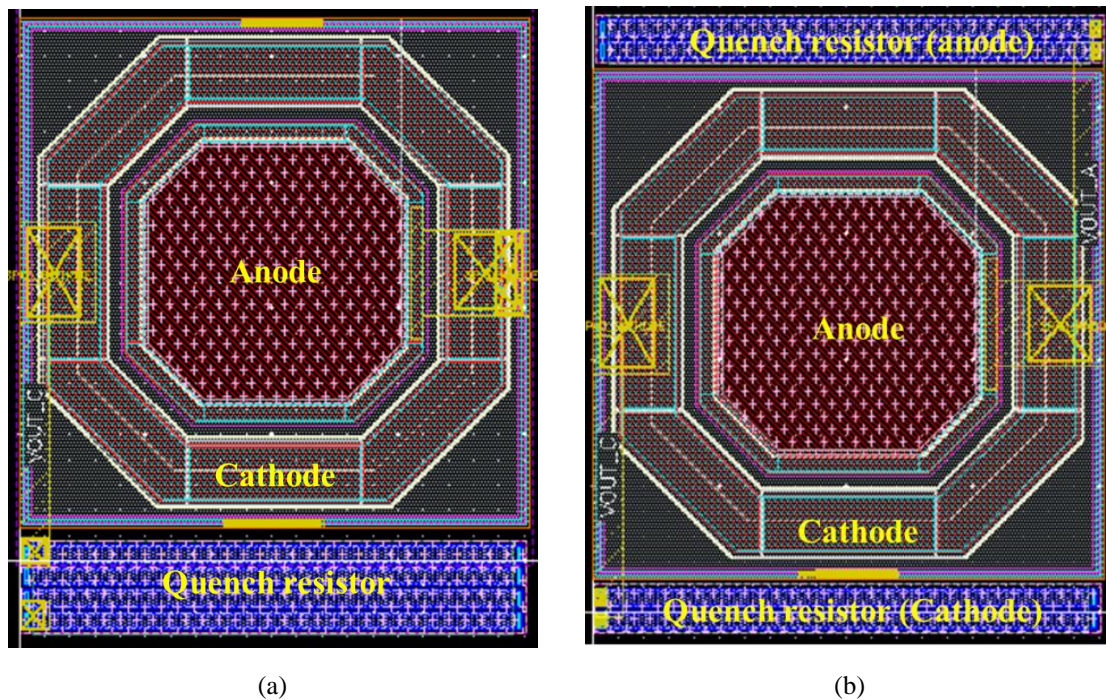 Quench resistor (anode)
VOUT_A
Anode
Anode
VOUT_C
VOUT_C
Cathode
Cathode
Quench resistor
Quench resistor (Cathode)
(a)
(b)